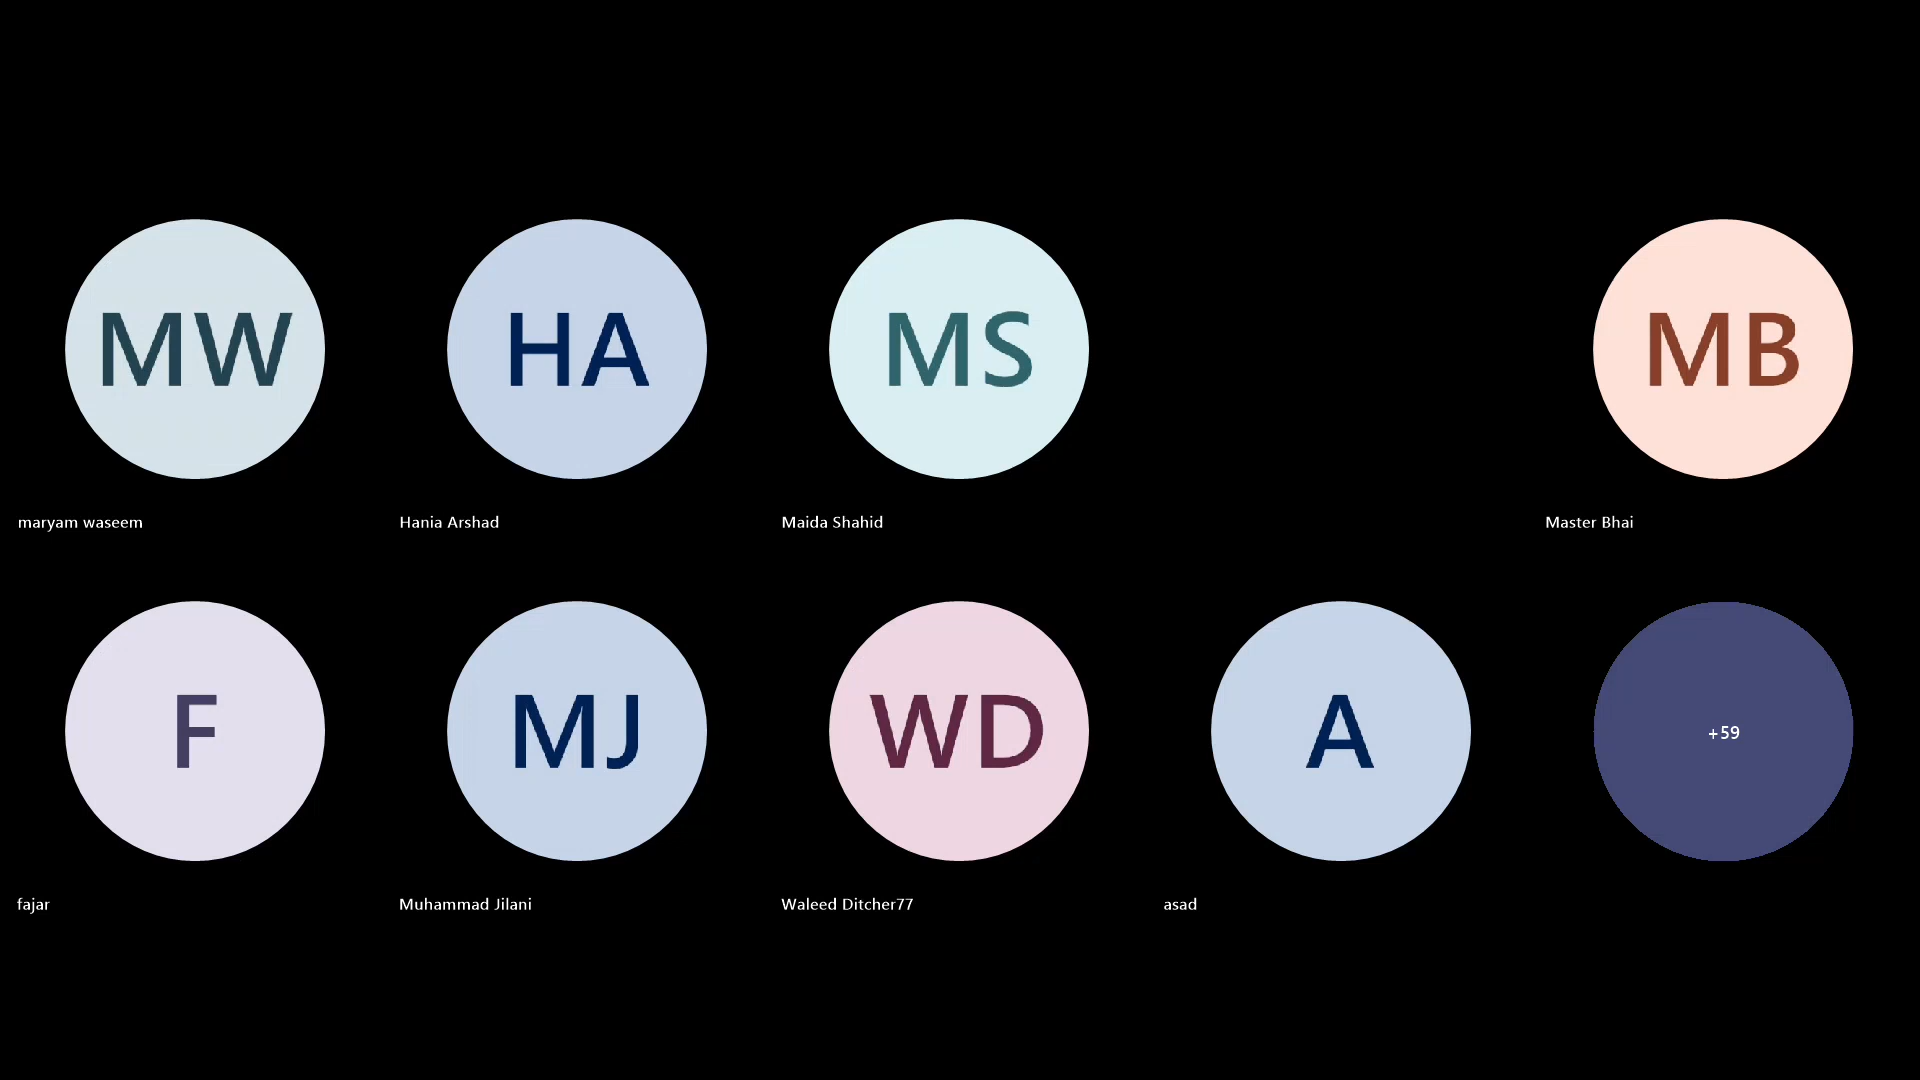 MW
HA
MS
MB
maryam waseem
Hania Arshad
Maida Shahid
Master Bhai
F
MJ
WD
A
+59
fajar
Muhammad Jilani
Waleed Ditcher77
asad